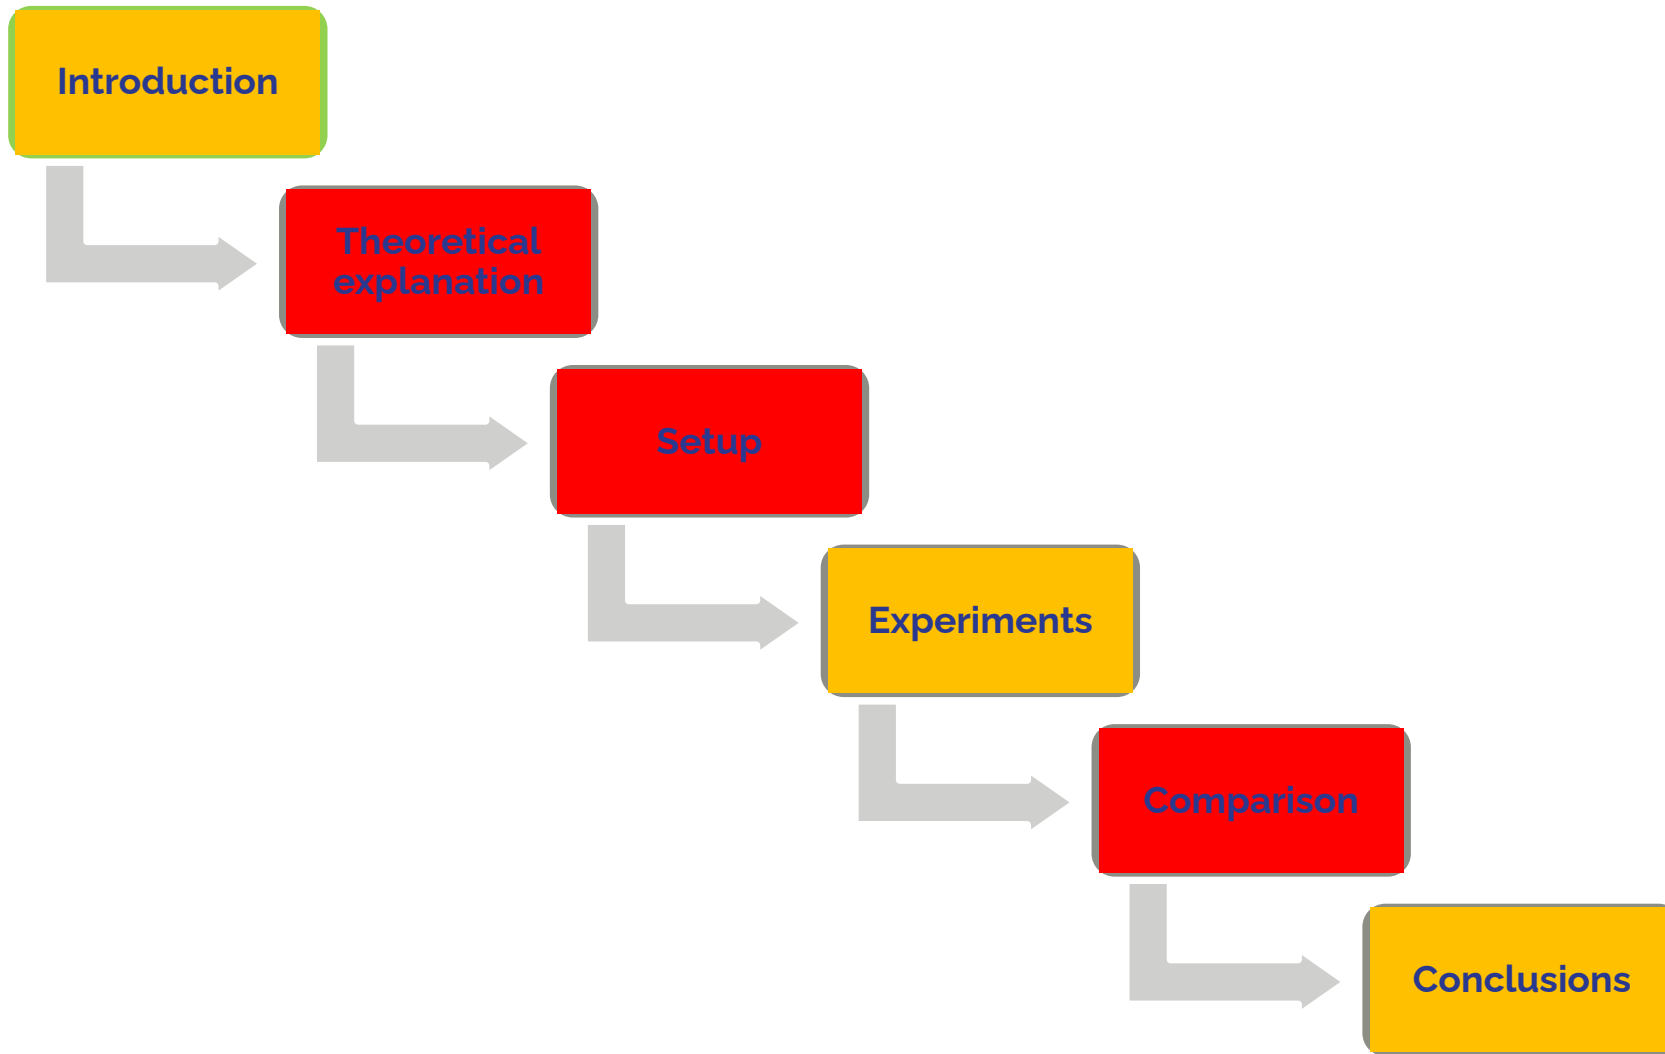 Introduction
Theoretical
explanation
Setup
Experiments
Comparison
Conclusions